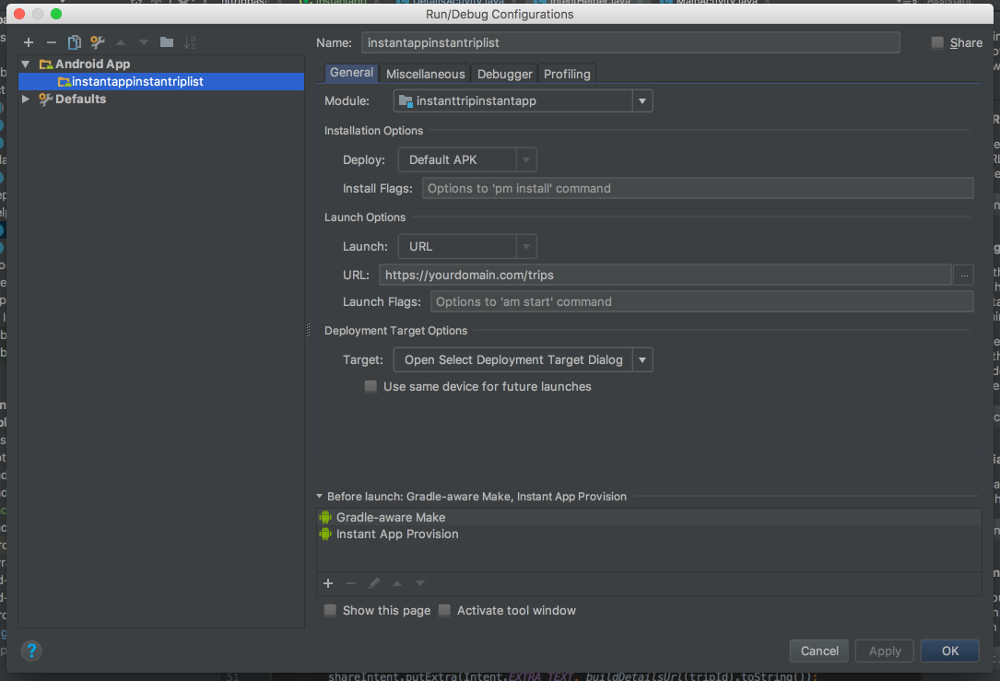 Run/Debug Configurations
Name: instantappinstantriplist Share
Android App
instantappinstantriplist
Defaults
General Miscellaneous Debugger Profiling
Module: instanttripinstantapp
Installation Options
Deploy: Default APK
Install Flags: Options to 'pm install' command
Launch Options
Launch: URL
URL: https://yourdomain.com/trips ...
Launch Flags: Options to 'am start' command
Deployment Target Options
Target: Open Select Deployment Target Dialog
Use same device for future launches
Before launch: Gradle-aware Make, Instant App Provision
Gradle-aware Make
Instant App Provision
Show this page Activate tool window
? Cancel Apply OK
51 shareIntent.putExtra(Intent.EXTRA_TEXT, buildDetailsUrl(tripId).toString());